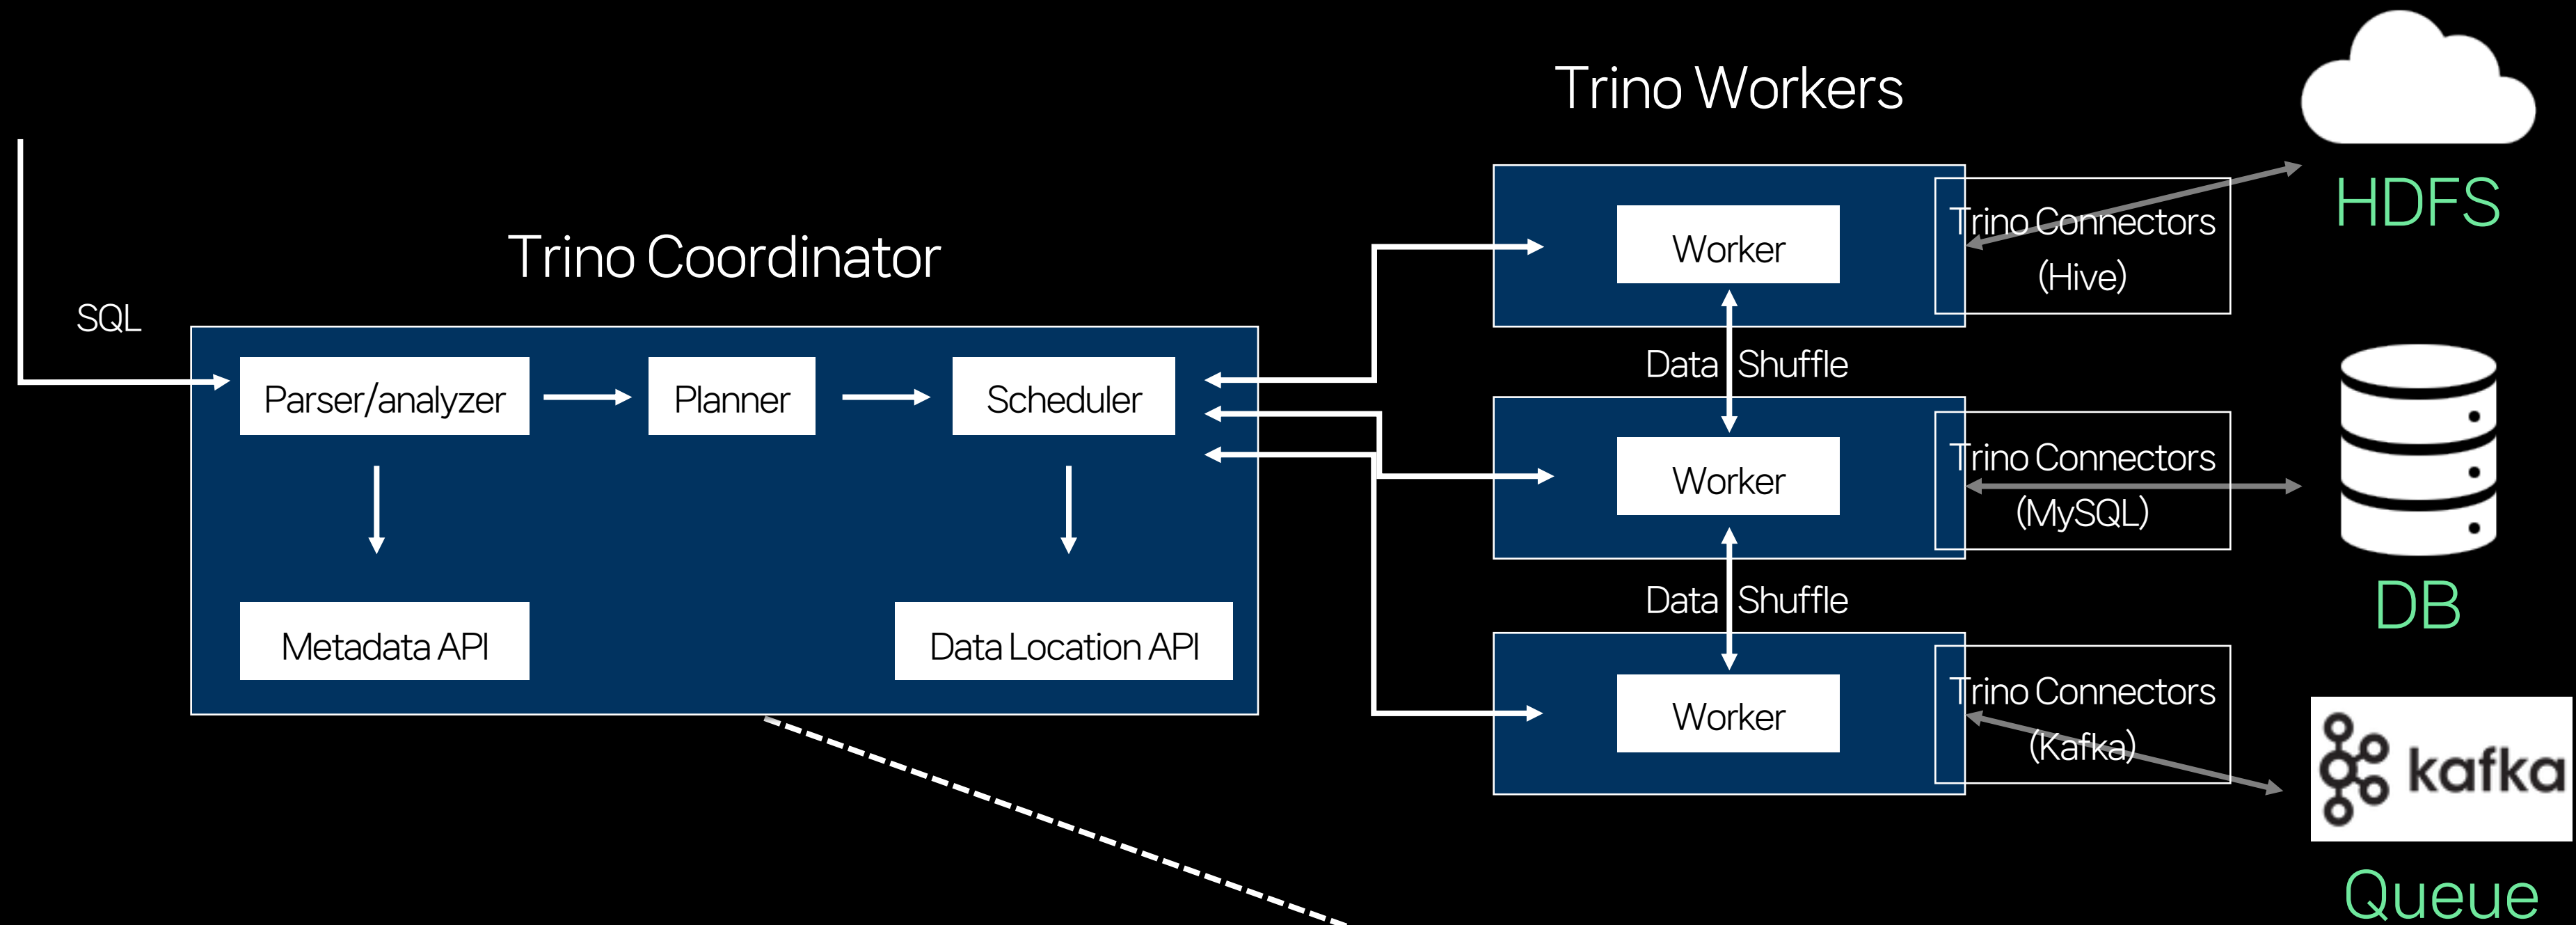 Trino Workers
HDFS
Trino Coordinator
SQL
Parser/analyzer
Planner
Scheduler
Metadata API
Data Location API
Worker
Trino Connectors
(Hive)
Data Shuffle
Worker
Trino Connectors
(MySQL)
DB
Data Shuffle
Worker
Trino Connectors
(Kafka)
kafka
Queue